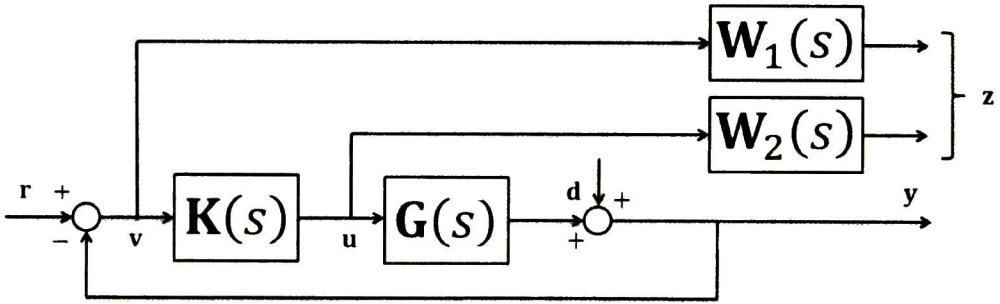 W₁(s)
z
W₂(s)
r + d + y
K(s) G(s)
− v u +